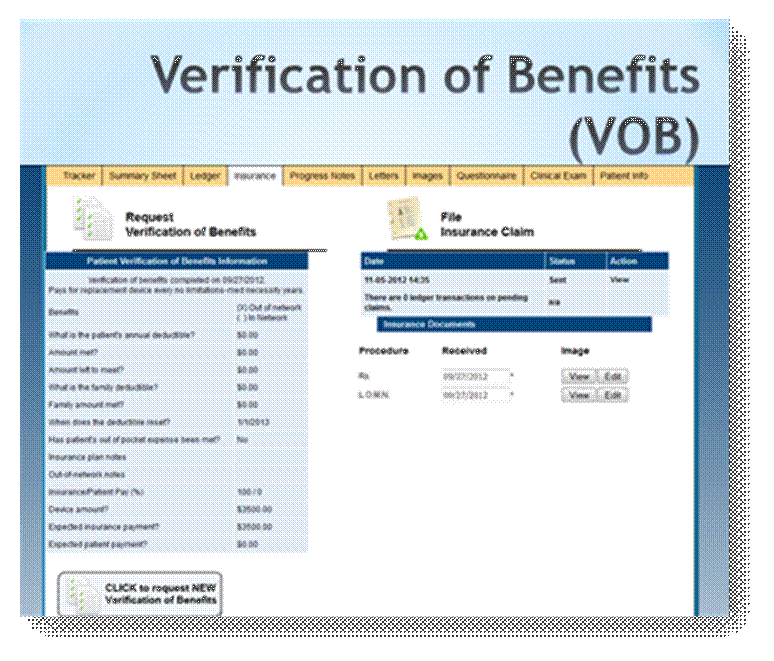 Verification of Benefits
(VOB)
Tracker Summary Sheet Ledger Insurance Progress Notes Letters Images Questionnaire Clinical Exam Patient Info
Request
Verification of Benefits
File
Insurance Claim
Patient Verification of Benefits Information
Verification of benefits completed on 09/27/2012.
Pays for replacement device every no limitations-med necessity years.
Benefits
(X) Out of network
( ) In Network
What is the patient's annual deductible? $0.00
Amount met? $0.00
Amount left to meet? $0.00
What is the family deductible? $0.00
Family amount met? $0.00
When does the deductible reset? 1/1/2013
Has patient's out of pocket expense been met? No
Insurance plan notes
Out-of-network notes
Insurance/Patient Pay (%) 100 / 0
Device amount? $3500.00
Expected insurance payment? $3500.00
Expected patient payment? $0.00
CLICK to request NEW
Verification of Benefits
Date Status Action
11-05-2012 14:35 Sent View
There are 0 ledger transactions on pending
claims. n/a
Insurance Documents
Procedure Received Image
Rx 09/27/2012 * View Edit
L.O.M.N. 09/27/2012 * View Edit